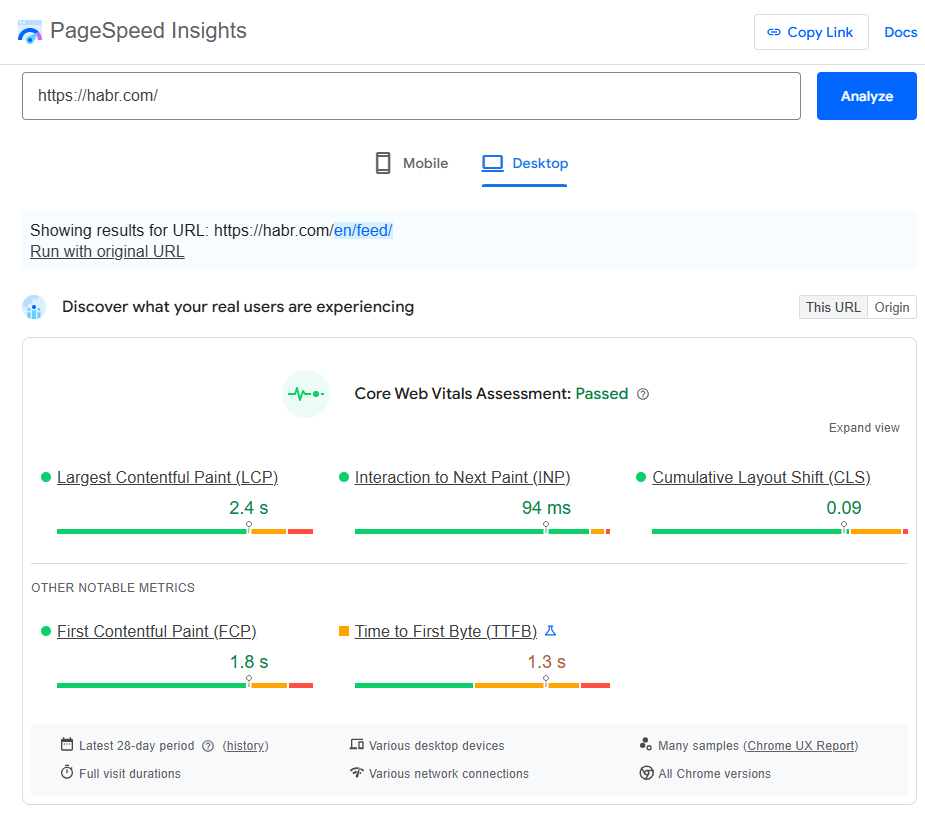 PageSpeed Insights
Copy Link
Docs
https://habr.com/
Analyze
Mobile
Desktop
Showing results for URL: https://habr.com/en/feed/
Run with original URL
Discover what your real users are experiencing
This URL
Origin
Core Web Vitals Assessment: Passed
Expand view
Largest Contentful Paint (LCP)
2.4 s
Interaction to Next Paint (INP)
94 ms
Cumulative Layout Shift (CLS)
0.09
OTHER NOTABLE METRICS
First Contentful Paint (FCP)
1.8 s
Time to First Byte (TTFB)
1.3 s
Latest 28-day period (history)
Various desktop devices
Many samples (Chrome UX Report)
Full visit durations
Various network connections
All Chrome versions